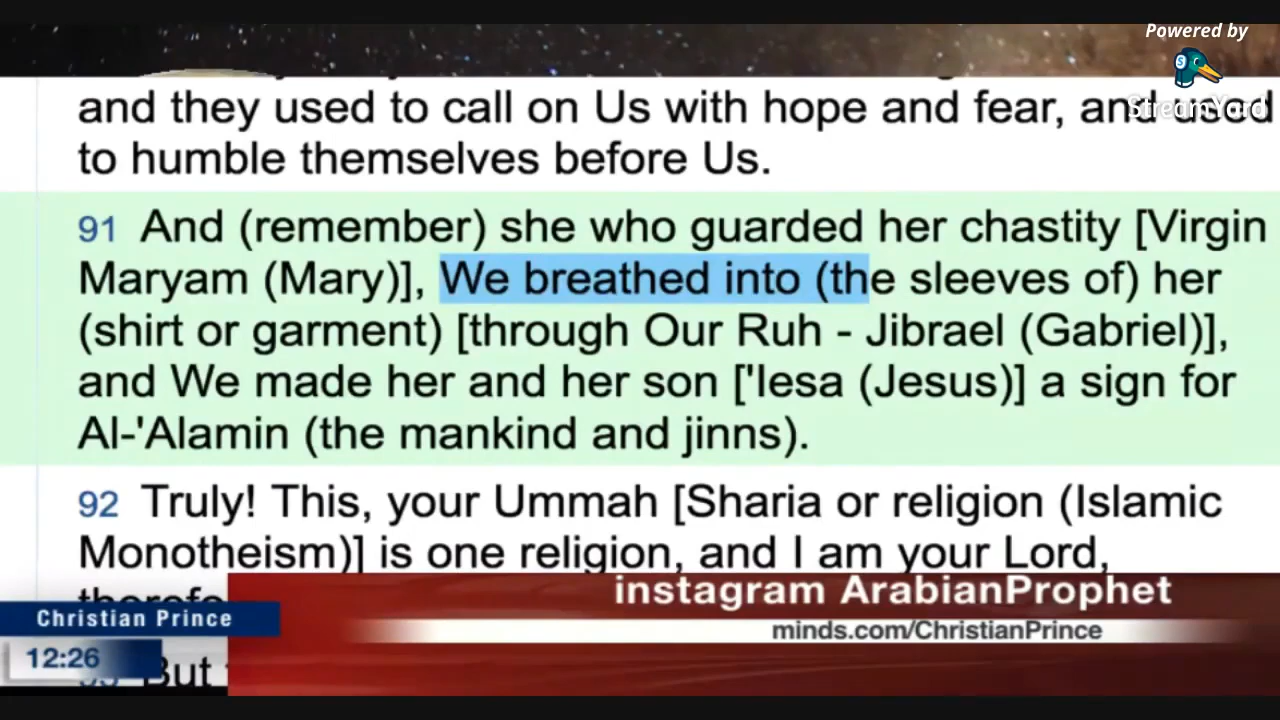 Powered by
StreamYard
and they used to call on Us with hope and fear, and used
to humble themselves before Us.
91 And (remember) she who guarded her chastity [Virgin
Maryam (Mary)], We breathed into (the sleeves of) her
(shirt or garment) [through Our Ruh - Jibrael (Gabriel)],
and We made her and her son ['Iesa (Jesus)] a sign for
Al-'Alamin (the mankind and jinns).
92 Truly! This, your Ummah [Sharia or religion (Islamic
Monotheism)] is one religion, and I am your Lord,
instagram ArabianProphet
Christian Prince
minds.com/ChristianPrince
12:26
But